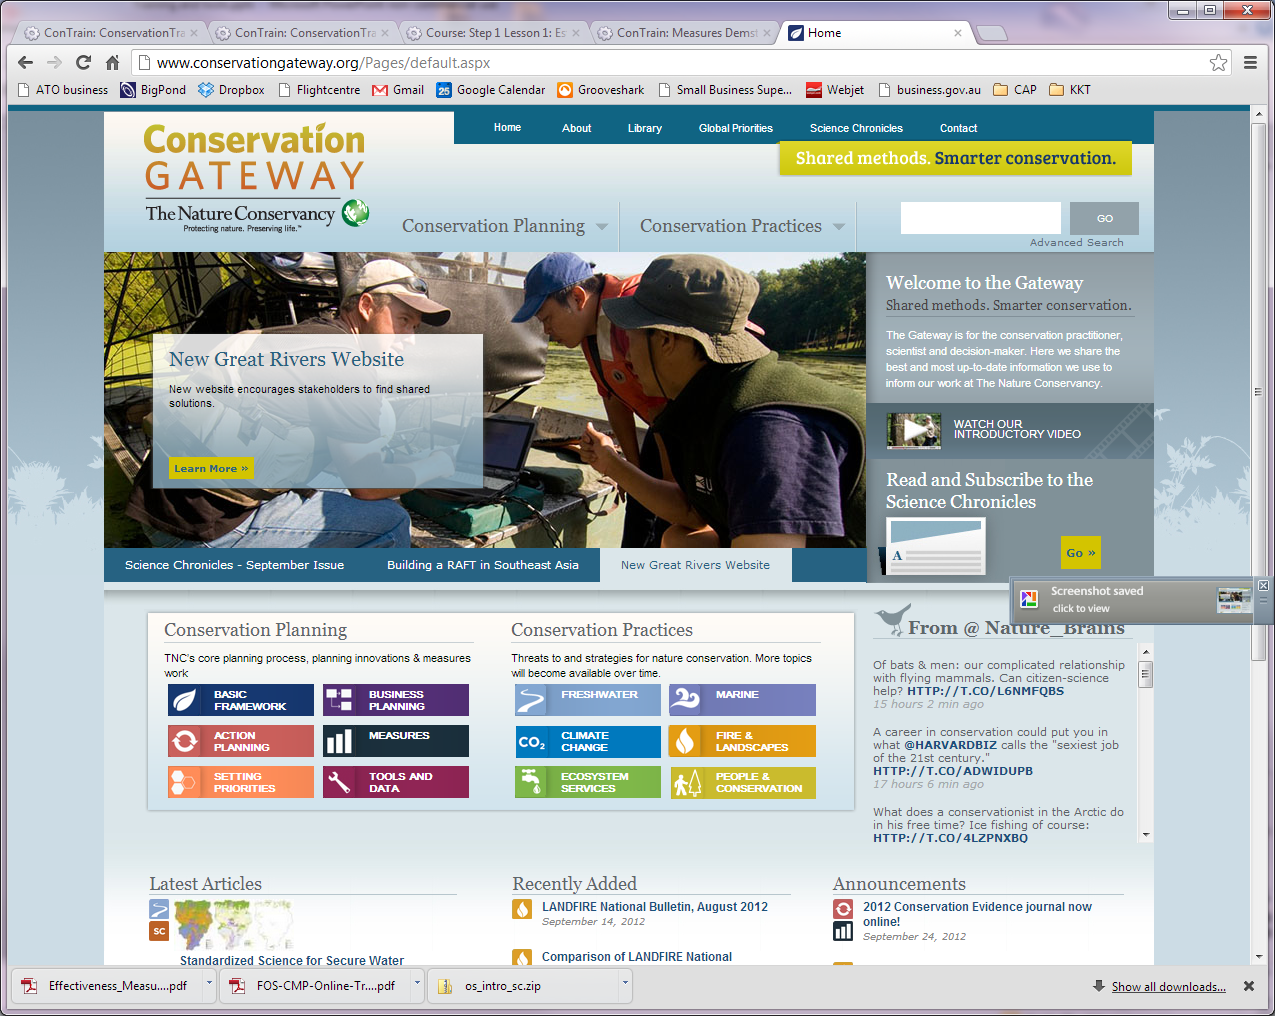 ConTrain: ConservationTra
ConTrain: ConservationTra
Course: Step 1 Lesson 1: Es
ConTrain: Measures Demst
Home
www.conservationgateway.org/Pages/default.aspx
ATO business
BigPond
Dropbox
Flightcentre
Gmail
25
Google Calendar
Grooveshark
Small Business Supe...
Webjet
business.gov.au
CAP
KKT
Conservation
GATEWAY
The Nature Conservancy
Protecting nature. Preserving life.™
Home
About
Library
Global Priorities
Science Chronicles
Contact
Shared methods. Smarter conservation.
Conservation Planning
Conservation Practices
GO
Advanced Search
New Great Rivers Website
New website encourages stakeholders to find shared
solutions.
Learn More »
Science Chronicles - September Issue
Building a RAFT in Southeast Asia
New Great Rivers Website
Welcome to the Gateway
Shared methods. Smarter conservation.
The Gateway is for the conservation practitioner,
scientist and decision-maker. Here we share the
best and most up-to-date information we use to
inform our work at The Nature Conservancy.
WATCH OUR
INTRODUCTORY VIDEO
Read and Subscribe to the
Science Chronicles
A
Go »
Screenshot saved
click to view
Conservation Planning
TNC's core planning process, planning innovations & measures
work
BASIC
FRAMEWORK
BUSINESS
PLANNING
ACTION
PLANNING
MEASURES
SETTING
PRIORITIES
TOOLS AND
DATA
Conservation Practices
Threats to and strategies for nature conservation. More topics
will become available over time.
FRESHWATER
MARINE
CO2
CLIMATE
CHANGE
FIRE &
LANDSCAPES
ECOSYSTEM
SERVICES
PEOPLE &
CONSERVATION
From @ Nature_Brains
Of bats & men: our complicated relationship
with flying mammals. Can citizen-science
help? HTTP://T.CO/L6NMFQBS
15 hours 2 min ago
A career in conservation could put you in
what @HARVARDBIZ calls the "sexiest job
of the 21st century."
HTTP://T.CO/ADWIDUPB
17 hours 6 min ago
What does a conservationist in the Arctic do
in his free time? Ice fishing of course:
HTTP://T.CO/4LZPNXBQ
Latest Articles
SC
Standardized Science for Secure Water
Recently Added
LANDFIRE National Bulletin, August 2012
September 14, 2012
Comparison of LANDFIRE National
Announcements
2012 Conservation Evidence journal now
online!
September 24, 2012
Effectiveness_Measu....pdf
FOS-CMP-Online-Tr....pdf
os_intro_sc.zip
Show all downloads...